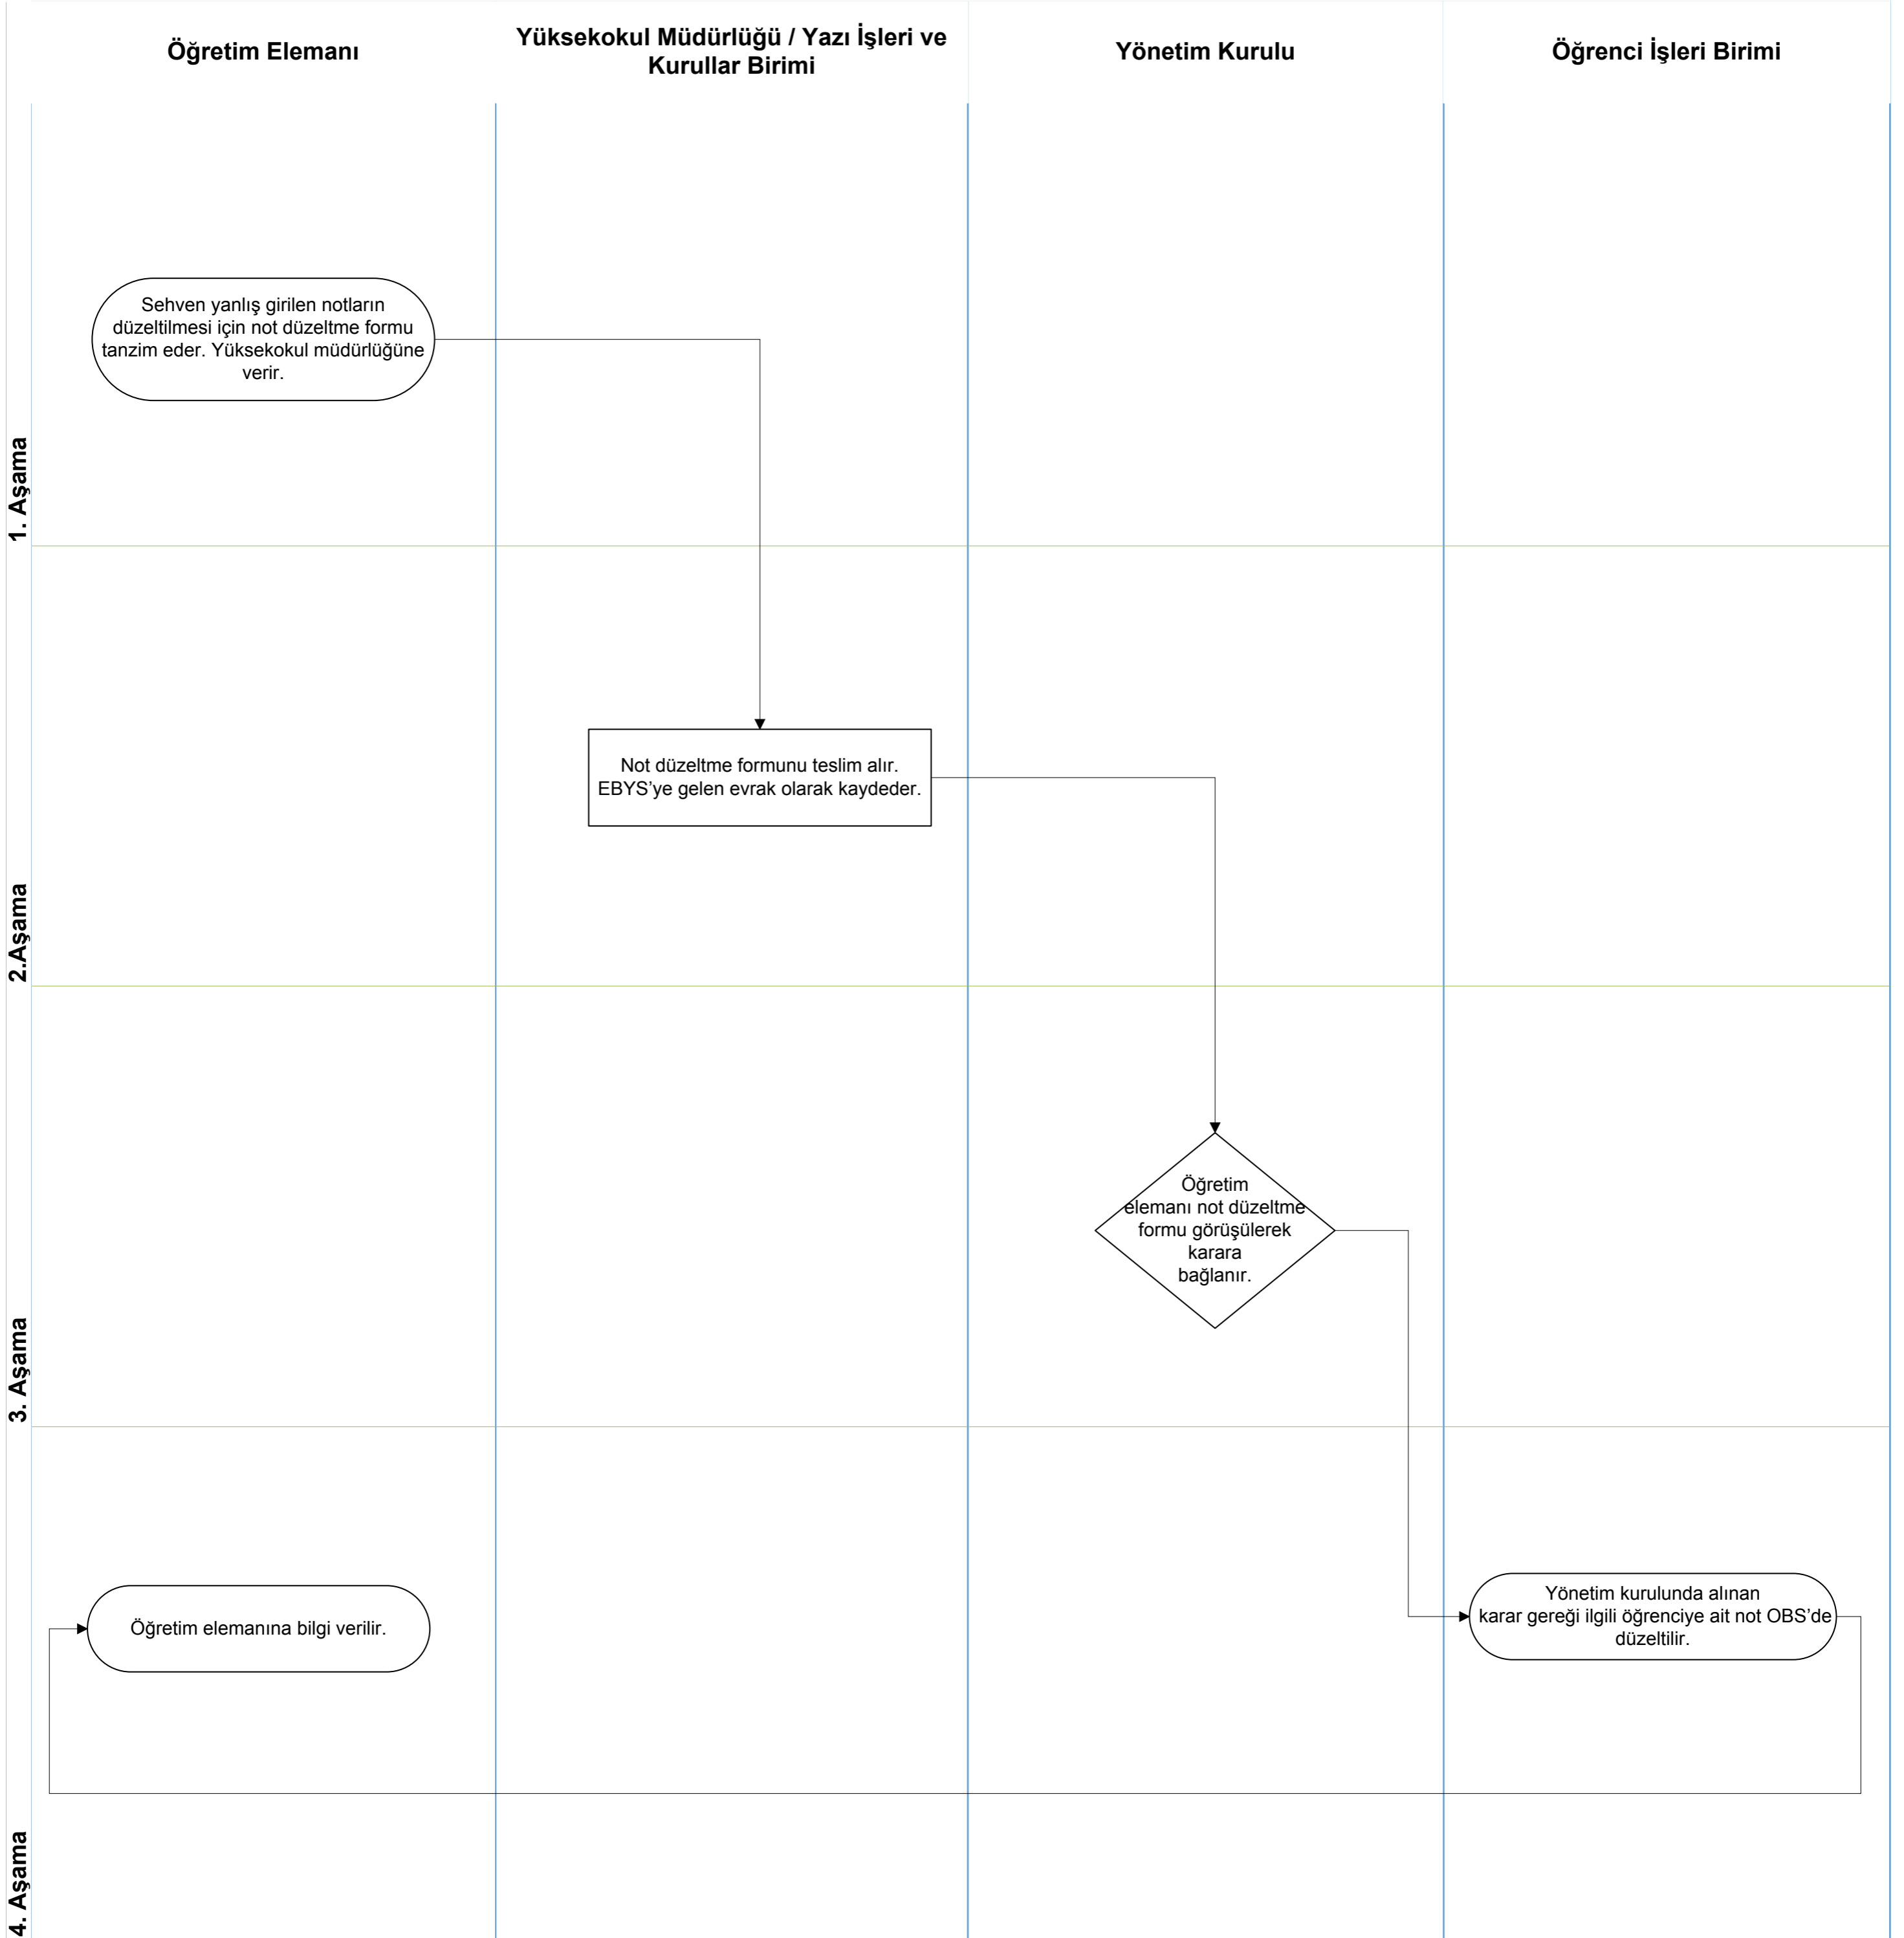 Öğretim Elemanı
Yüksekokul Müdürlüğü / Yazı İşleri ve
Kurullar Birimi
Yönetim Kurulu
Öğrenci İşleri Birimi
1. Aşama
Sehven yanlış girilen notların
düzeltilmesi için not düzeltme formu
tanzim eder. Yüksekokul müdürlüğüne
verir.
2.Aşama
Not düzeltme formunu teslim alır.
EBYS’ye gelen evrak olarak kaydeder.
3. Aşama
Öğretim
elemanı not düzeltme
formu görüşülerek
karara
bağlanır.
4. Aşama
Öğretim elemanına bilgi verilir.
Yönetim kurulunda alınan
karar gereği ilgili öğrenciye ait not OBS’de
düzeltilir.